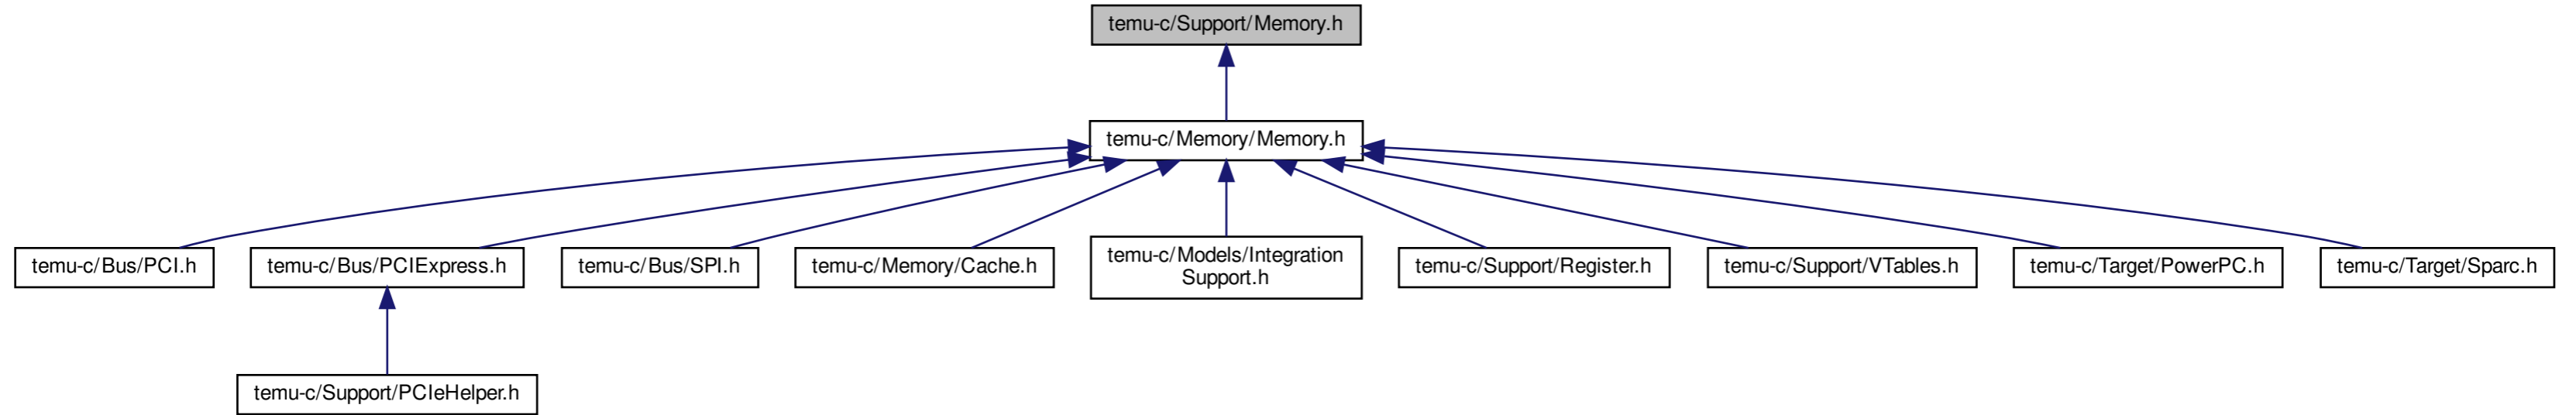 temu-c/Support/Memory.h
temu-c/Memory/Memory.h
temu-c/Bus/PCI.h
temu-c/Bus/PCIExpress.h
temu-c/Bus/SPI.h
temu-c/Memory/Cache.h
temu-c/Models/Integration
Support.h
temu-c/Support/Register.h
temu-c/Support/VTables.h
temu-c/Target/PowerPC.h
temu-c/Target/Sparc.h
temu-c/Support/PCIeHelper.h